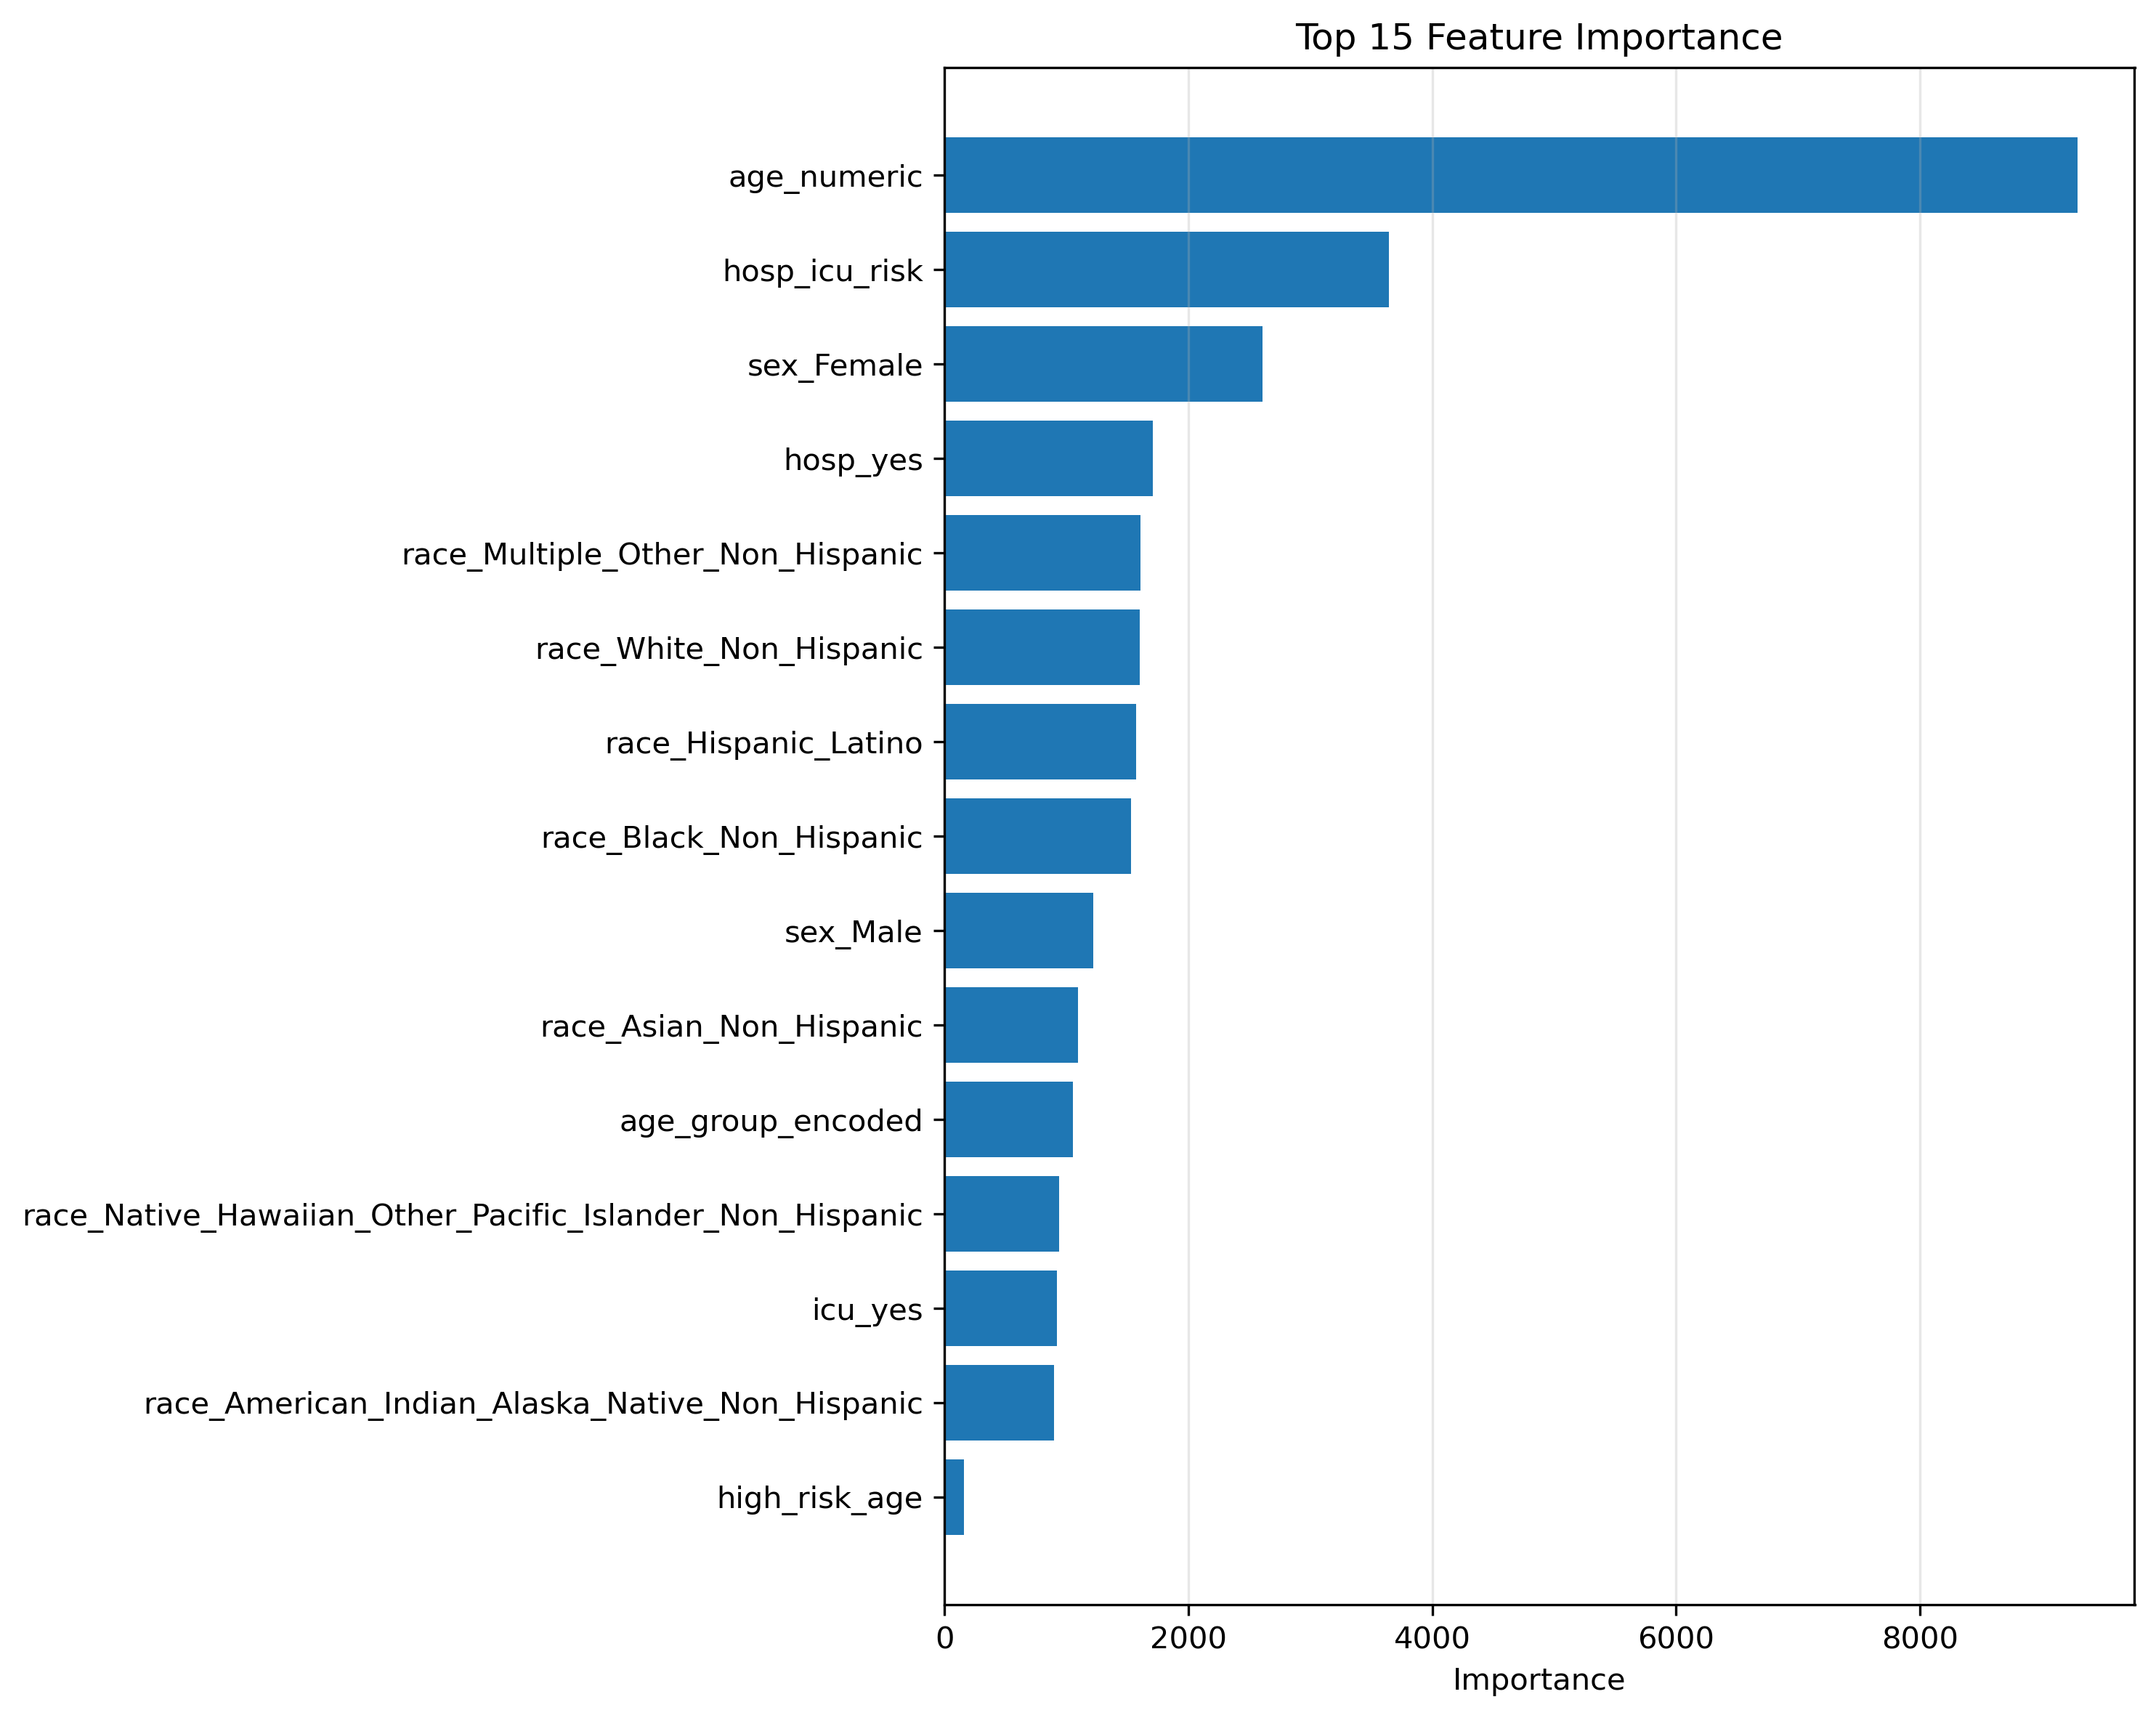 Top 15 Feature Importance
age_numeric
hosp_icu_risk
sex_Female
hosp_yes
race_Multiple_Other_Non_Hispanic
race_White_Non_Hispanic
race_Hispanic_Latino
race_Black_Non_Hispanic
sex_Male
race_Asian_Non_Hispanic
age_group_encoded
race_Native_Hawaiian_Other_Pacific_Islander_Non_Hispanic
icu_yes
race_American_Indian_Alaska_Native_Non_Hispanic
high_risk_age
0 2000 4000 6000 8000
Importance